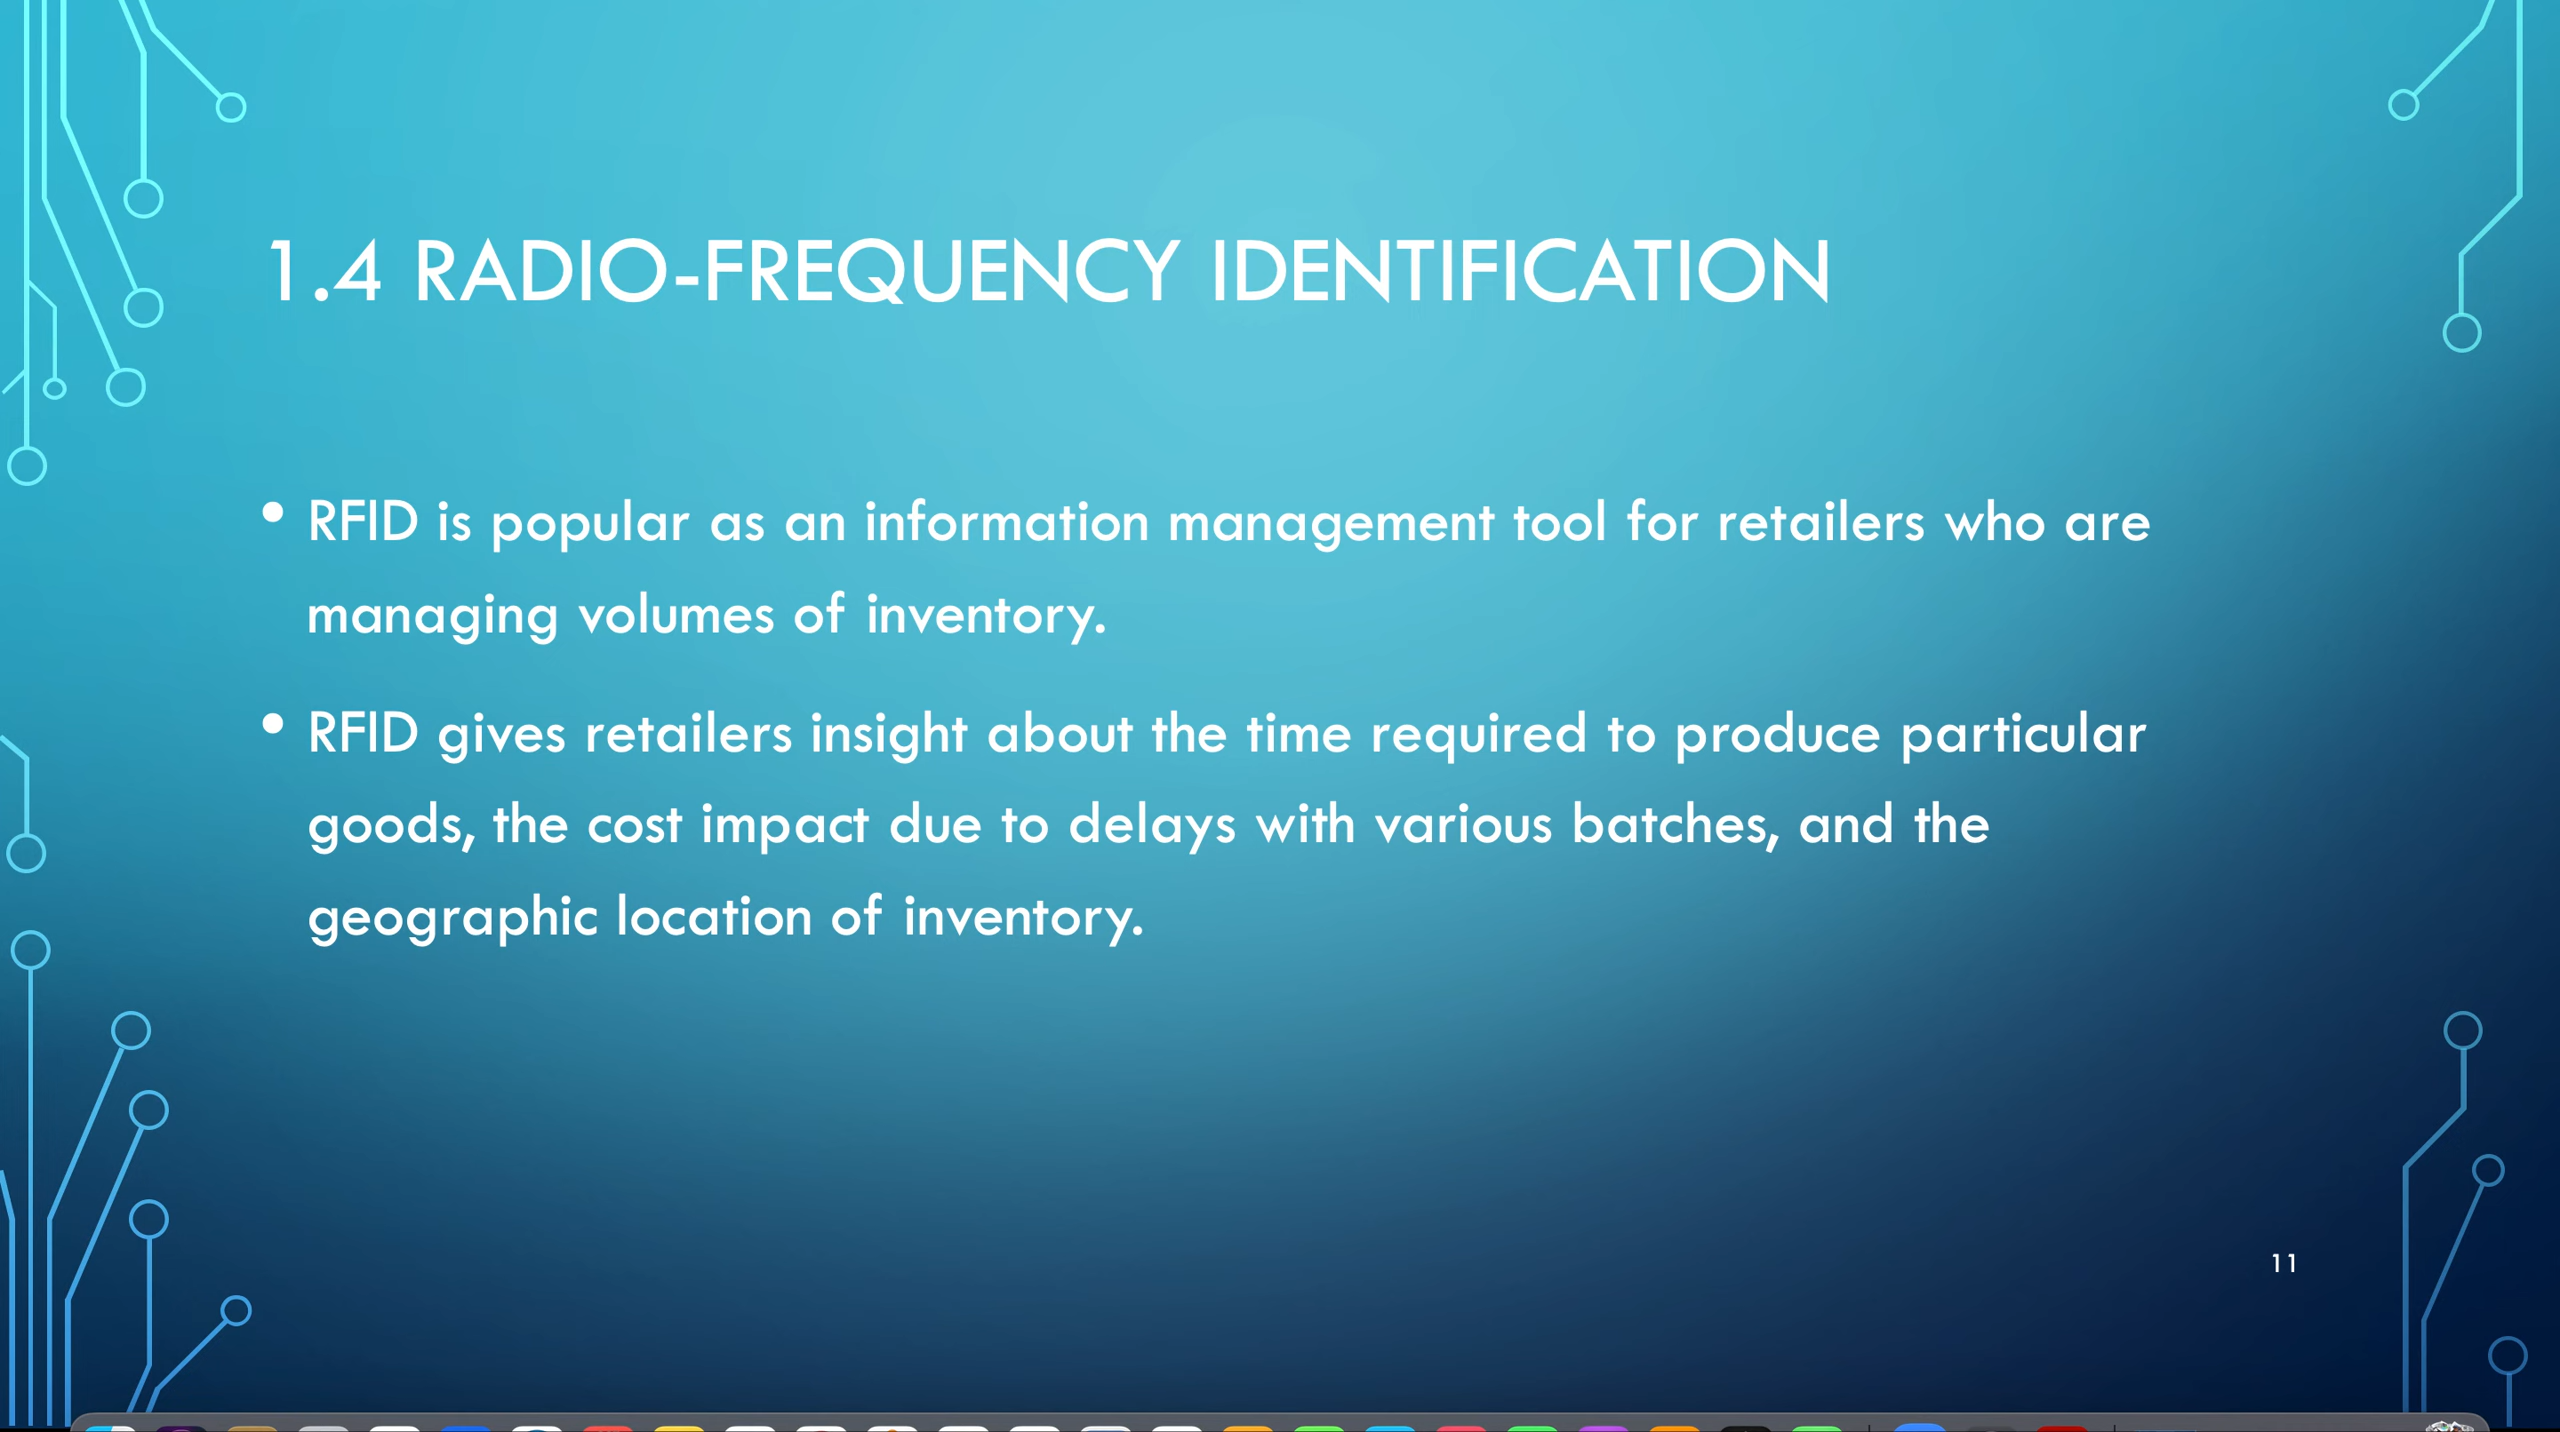 1.4 RADIO-FREQUENCY IDENTIFICATION
• RFID is popular as an information management tool for retailers who are
managing volumes of inventory.
• RFID gives retailers insight about the time required to produce particular
goods, the cost impact due to delays with various batches, and the
geographic location of inventory.
11